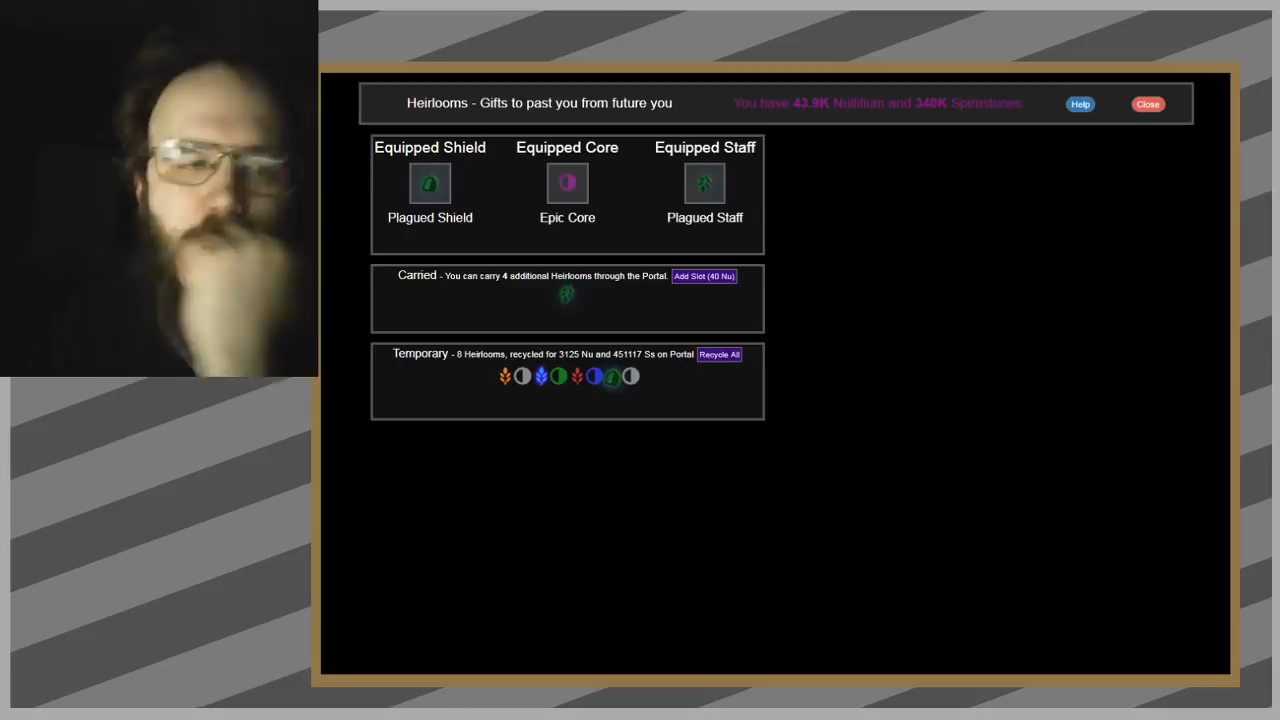 Heirlooms - Gifts to past you from future you
You have 43.9K Nullifium and 340K Spirestones
Help
Close
Equipped Shield
Equipped Core
Equipped Staff
Plagued Shield
Epic Core
Plagued Staff
Carried - You can carry 4 additional Heirlooms through the Portal. Add Slot (40 Nu)
Temporary - 8 Heirlooms, recycled for 3125 Nu and 451117 Ss on Portal Recycle All